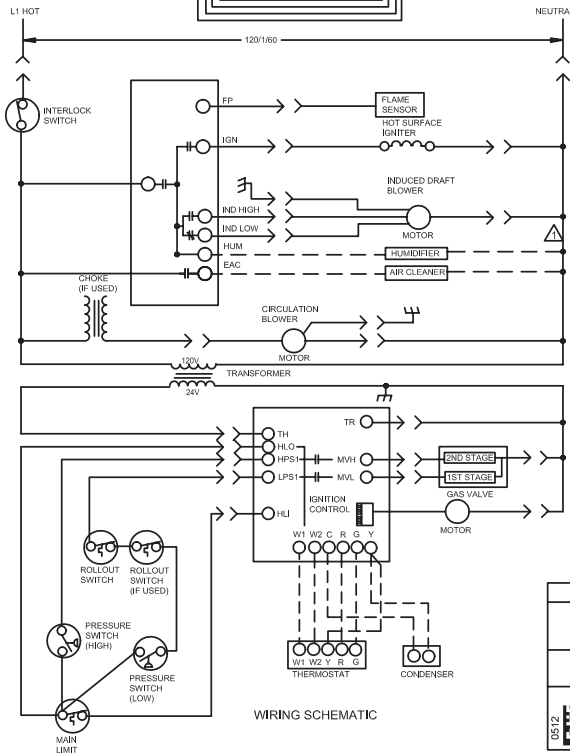 L1 HOT
NEUTRA
120/1/60
INTERLOCK
SWITCH
FP
FLAME
SENSOR
HOT SURFACE
IGNITER
IGN
INDUCED DRAFT
BLOWER
IND HIGH
IND LOW
MOTOR
1
HUM
HUMIDIFIER
EAC
AIR CLEANER
CHOKE
(IF USED)
CIRCULATION
BLOWER
MOTOR
120V
TRANSFORMER
24V
TR
TH
HLO
HPS1
MVH
2ND STAGE
LPS1
MVL
1ST STAGE
IGNITION
CONTROL
GAS VALVE
HLI
MOTOR
W1 W2 C R G Y
ROLLOUT
SWITCH
ROLLOUT
SWITCH
(IF USED)
PRESSURE
SWITCH
(HIGH)
PRESSURE
SWITCH
(LOW)
W1 W2 Y R G
THERMOSTAT
CONDENSER
WIRING SCHEMATIC
MAIN
LIMIT
0512